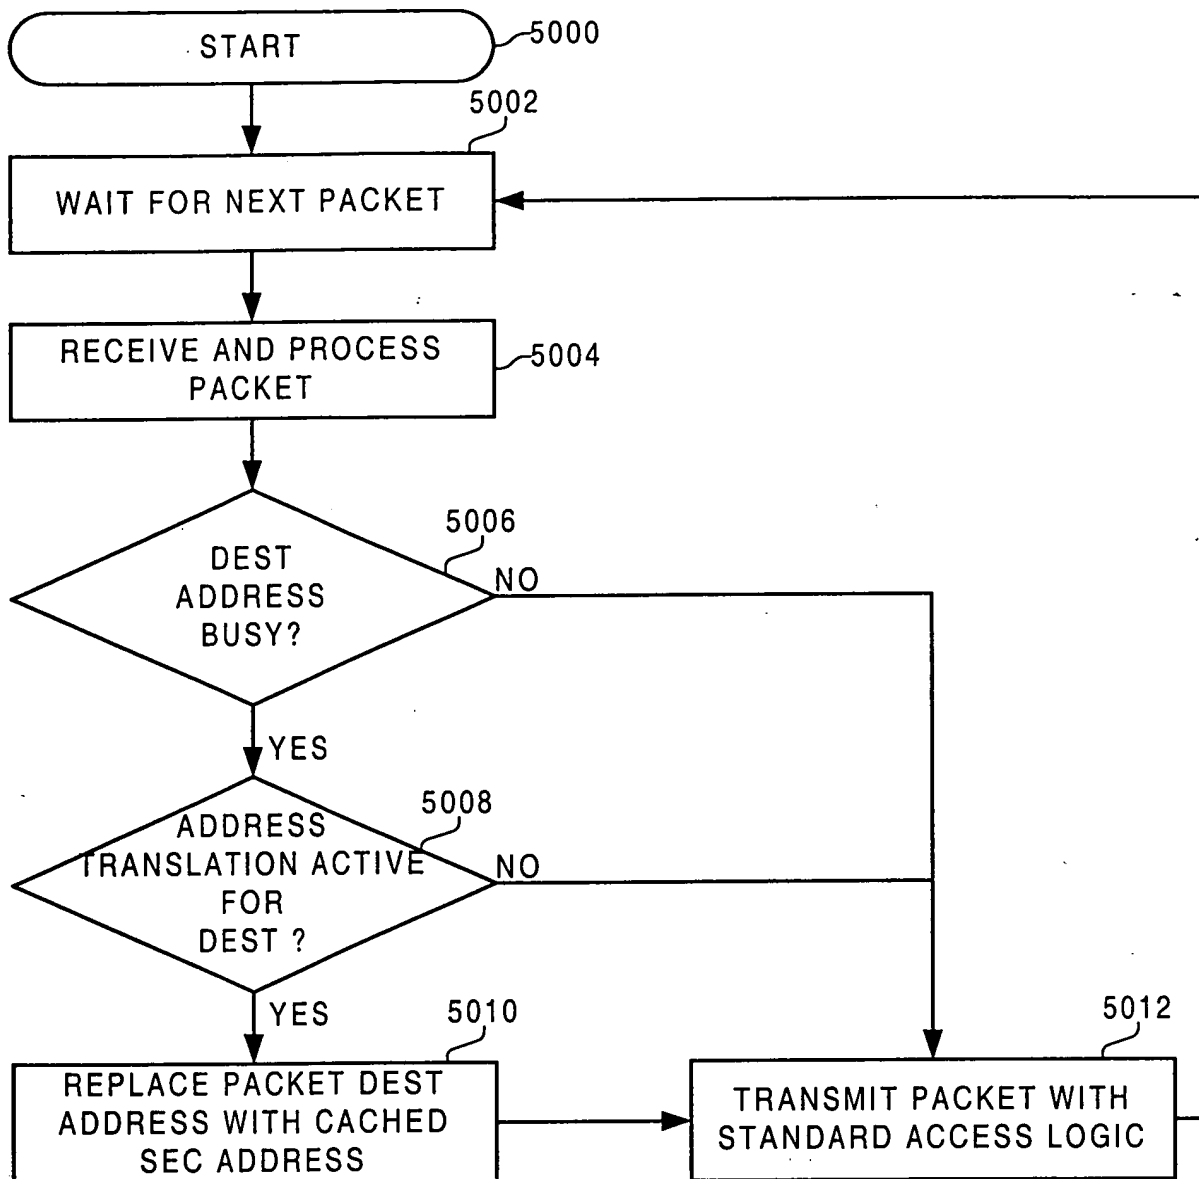 START
5000
5002
WAIT FOR NEXT PACKET
RECEIVE AND PROCESS
PACKET
5004
5006
DEST
ADDRESS
BUSY?
NO
YES
5008
ADDRESS
TRANSLATION ACTIVE
FOR
DEST ?
NO
YES
5010
REPLACE PACKET DEST
ADDRESS WITH CACHED
SEC ADDRESS
5012
TRANSMIT PACKET WITH
STANDARD ACCESS LOGIC